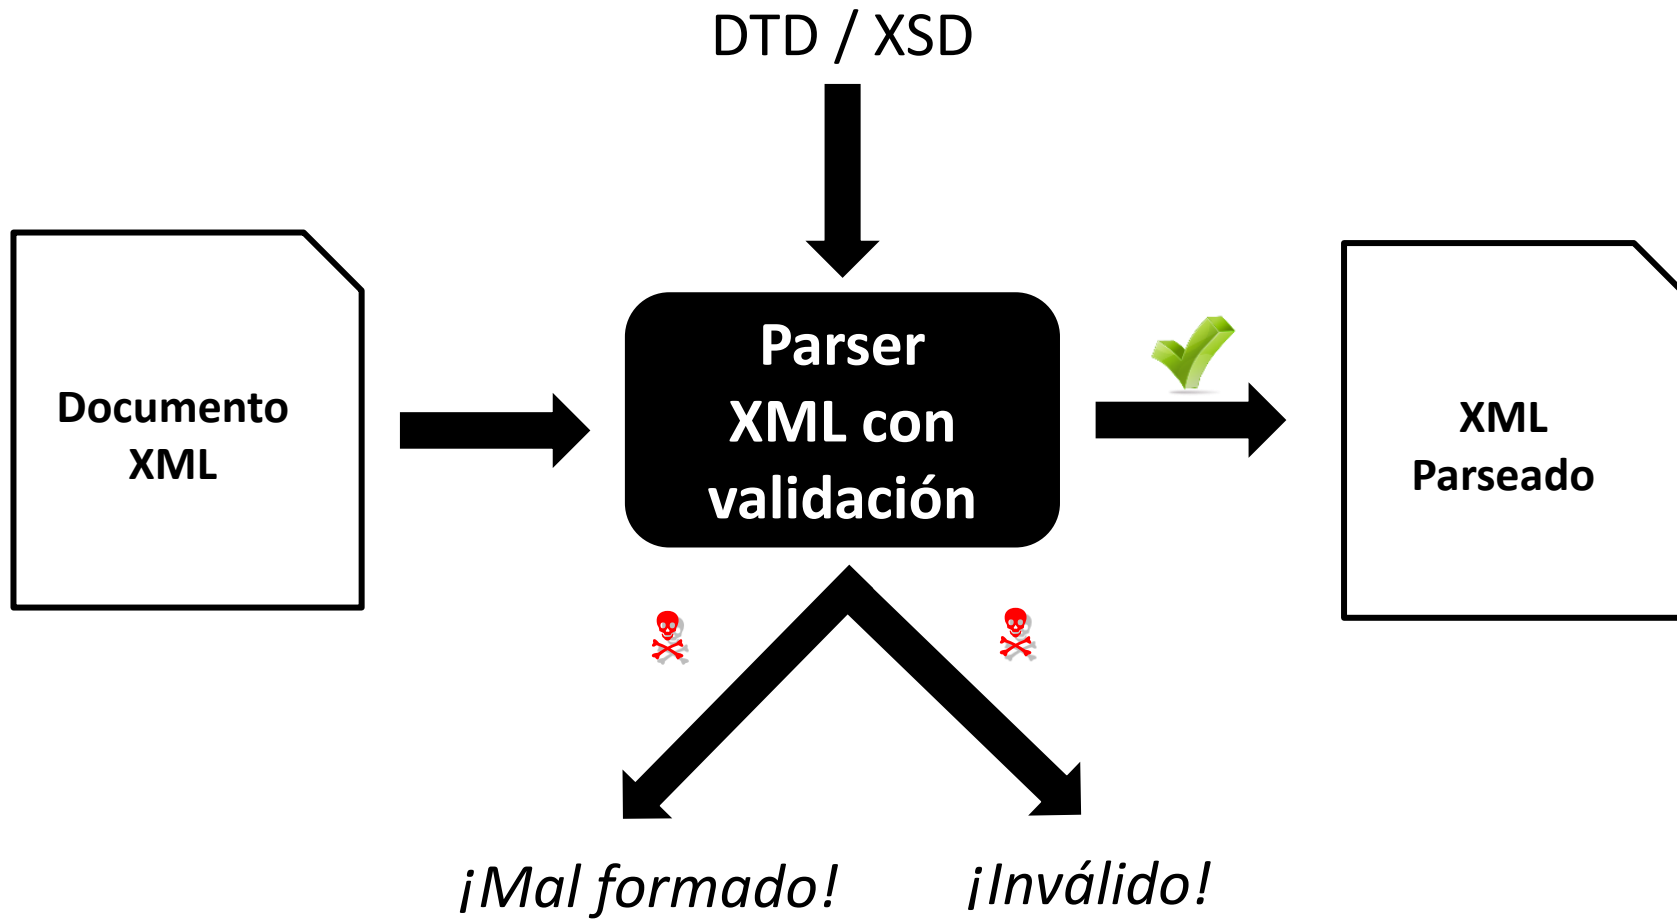 DTD / XSD
Documento
XML
Parser
XML con
validación
XML
Parseado
¡Mal formado!
¡Inválido!